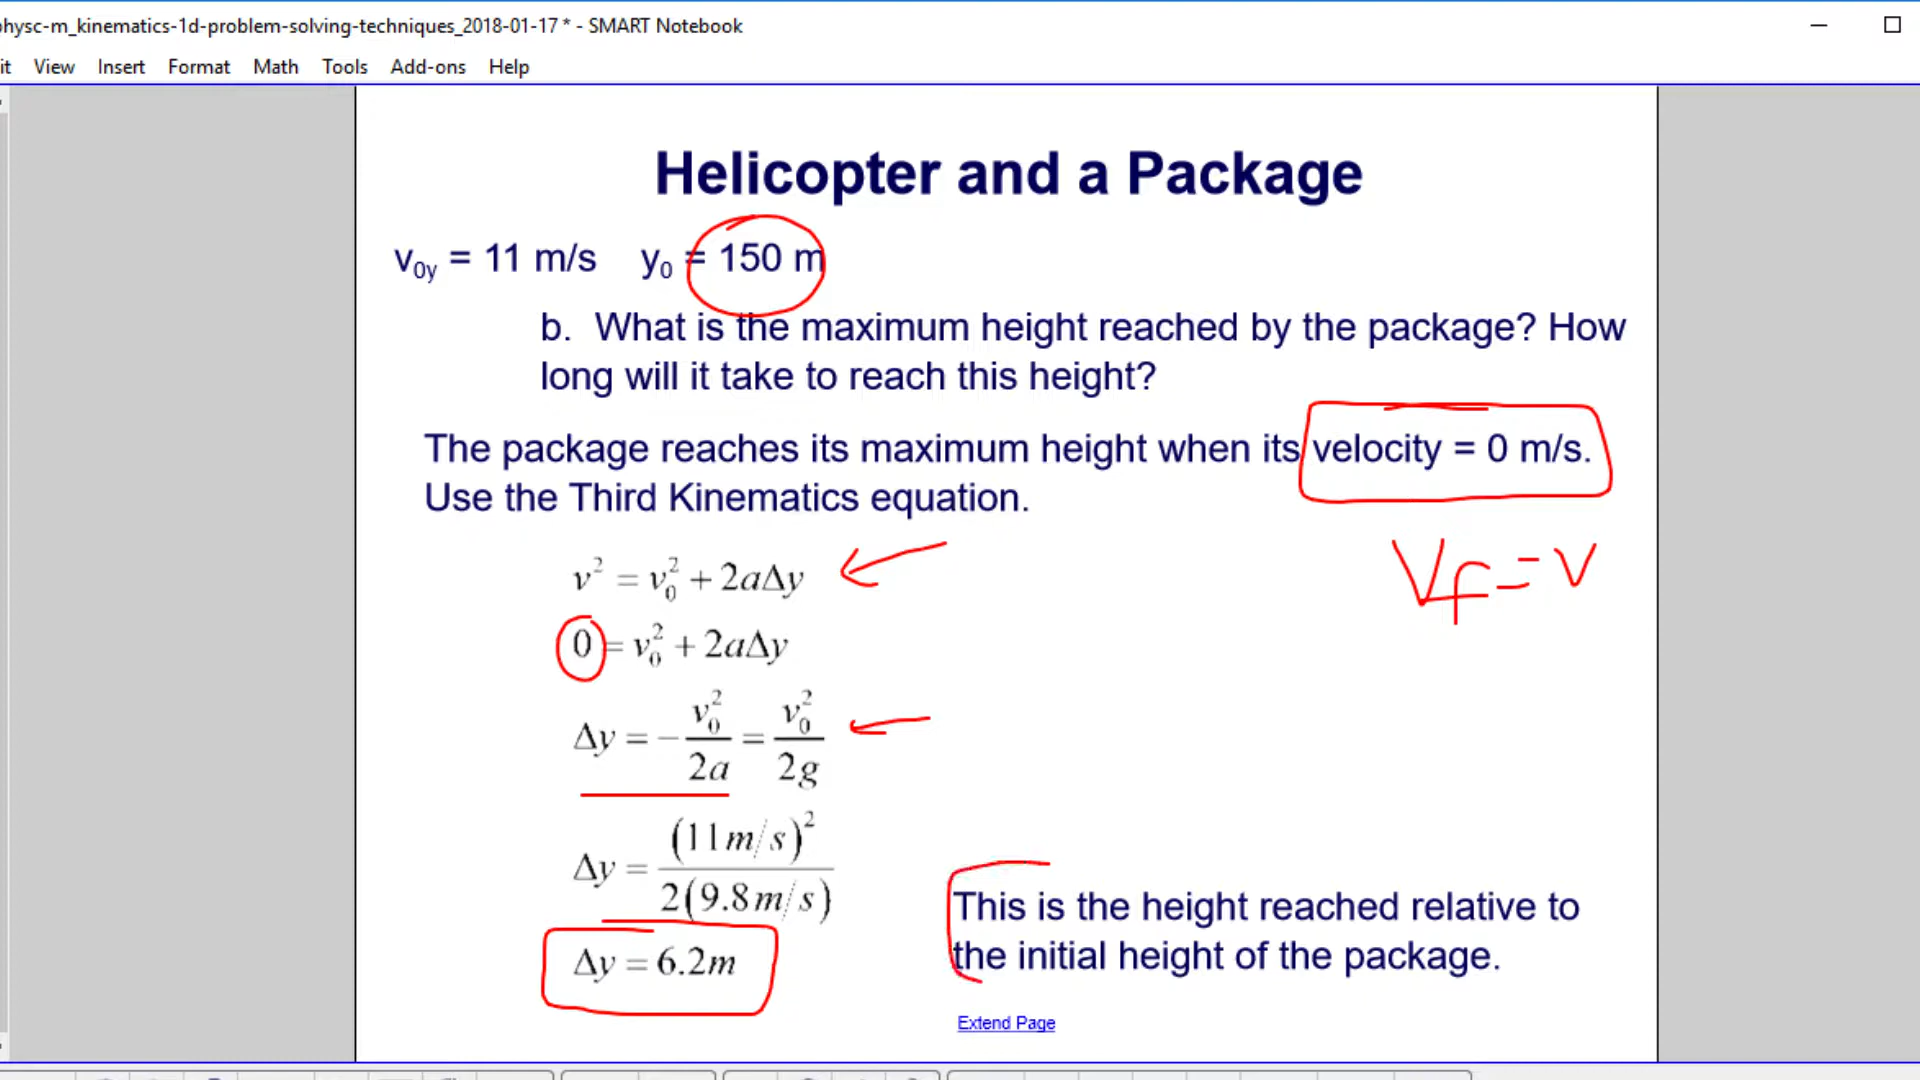 physc-m_kinematics-1d-problem-solving-techniques_2018-01-17 * - SMART Notebook
it View Insert Format Math Tools Add-ons Help
Helicopter and a Package
v₀y = 11 m/s y₀ = 150 m
b. What is the maximum height reached by the package? How
long will it take to reach this height?
The package reaches its maximum height when its velocity = 0 m/s.
Use the Third Kinematics equation.
v² = v₀² + 2aΔy
Vf = v
0 = v₀² + 2aΔy
Δy = − v₀²/2a = v₀²/2g
Δy = (11m/s)²/2(9.8m/s)
Δy = 6.2m
This is the height reached relative to
the initial height of the package.
Extend Page